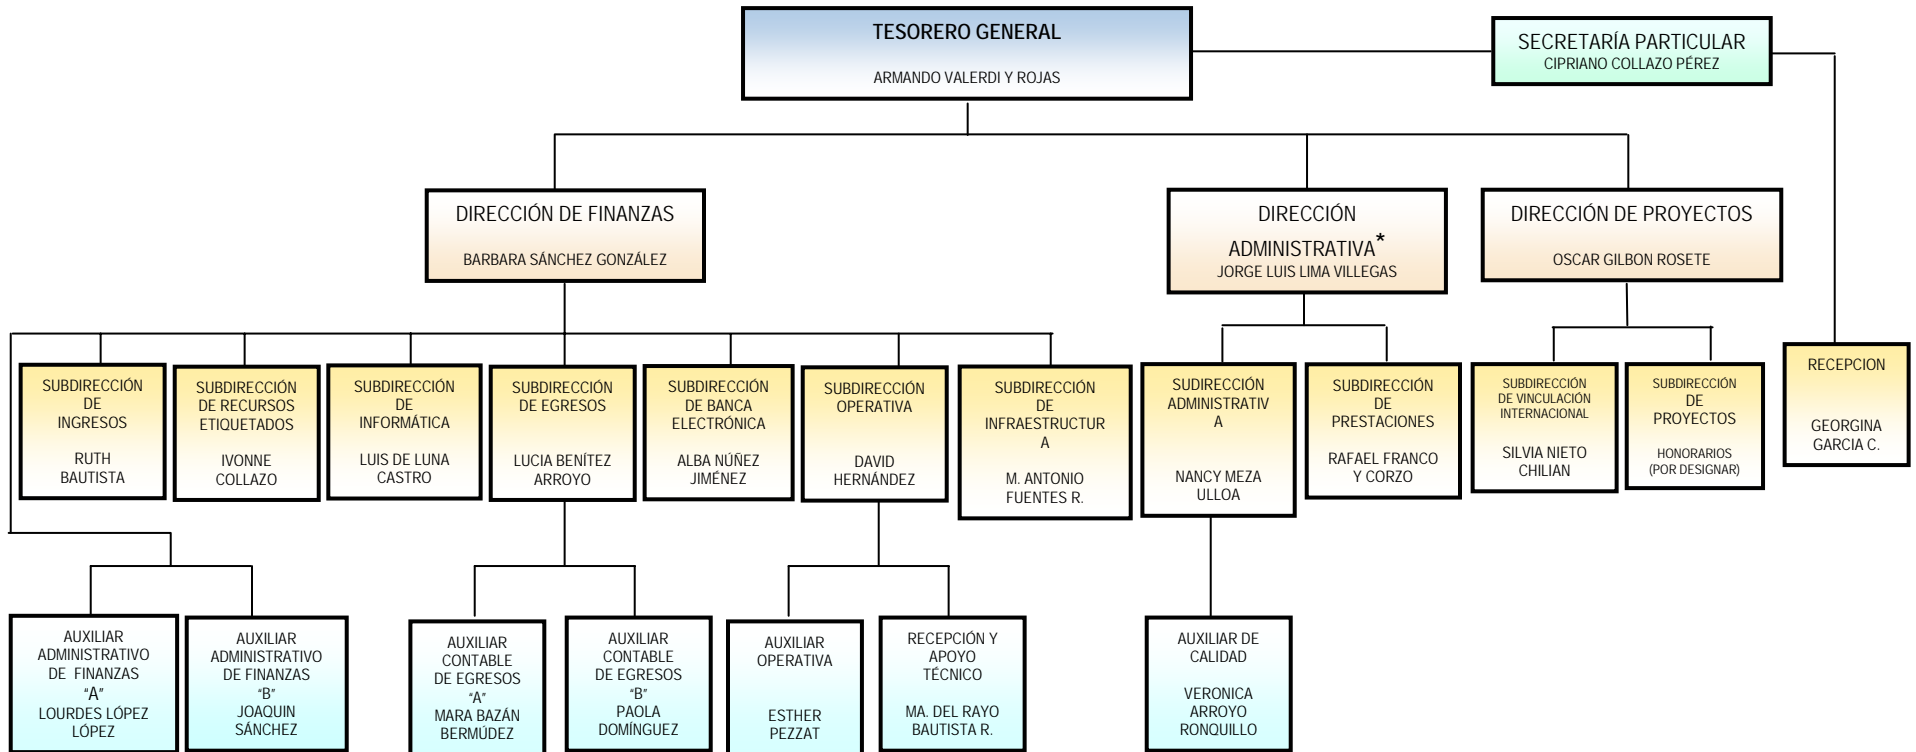 TESORERO GENERAL
ARMANDO VALERDI Y ROJAS
SECRETARÍA PARTICULAR
CIPRIANO COLLAZO PÉREZ
DIRECCIÓN DE FINANZAS
BARBARA SÁNCHEZ GONZÁLEZ
DIRECCIÓN
ADMINISTRATIVA*
JORGE LUIS LIMA VILLEGAS
DIRECCIÓN DE PROYECTOS
OSCAR GILBON ROSETE
SUBDIRECCIÓN
DE
INGRESOS
RUTH
BAUTISTA
SUBDIRECCIÓN
DE RECURSOS
ETIQUETADOS
IVONNE
COLLAZO
SUBDIRECCIÓN
DE
INFORMÁTICA
LUIS DE LUNA
CASTRO
SUBDIRECCIÓN
DE EGRESOS
LUCIA BENÍTEZ
ARROYO
SUBDIRECCIÓN
DE BANCA
ELECTRÓNICA
ALBA NÚÑEZ
JIMÉNEZ
SUBDIRECCIÓN
OPERATIVA
DAVID
HERNÁNDEZ
SUBDIRECCIÓN
DE
INFRAESTRUCTUR
A
M. ANTONIO
FUENTES R.
SUDIRECCIÓN
ADMINISTRATIV
A
NANCY MEZA
ULLOA
SUBDIRECCIÓN
DE
PRESTACIONES
RAFAEL FRANCO
Y CORZO
SUBDIRECCIÓN
DE VINCULACIÓN
INTERNACIONAL
SILVIA NIETO
CHILIAN
SUBDIRECCIÓN
DE
PROYECTOS
HONORARIOS
(POR DESIGNAR)
RECEPCION
GEORGINA
GARCIA C.
AUXILIAR
ADMINISTRATIVO
DE FINANZAS
“A”
LOURDES LÓPEZ
LÓPEZ
AUXILIAR
ADMINISTRATIVO
DE FINANZAS
“B”
JOAQUIN
SÁNCHEZ
AUXILIAR
CONTABLE
DE EGRESOS
“A”
MARA BAZÁN
BERMÚDEZ
AUXILIAR
CONTABLE
DE EGRESOS
“B”
PAOLA
DOMÍNGUEZ
AUXILIAR
OPERATIVA
ESTHER
PEZZAT
RECEPCIÓN Y
APOYO
TÉCNICO
MA. DEL RAYO
BAUTISTA R.
AUXILIAR DE
CALIDAD
VERONICA
ARROYO
RONQUILLO